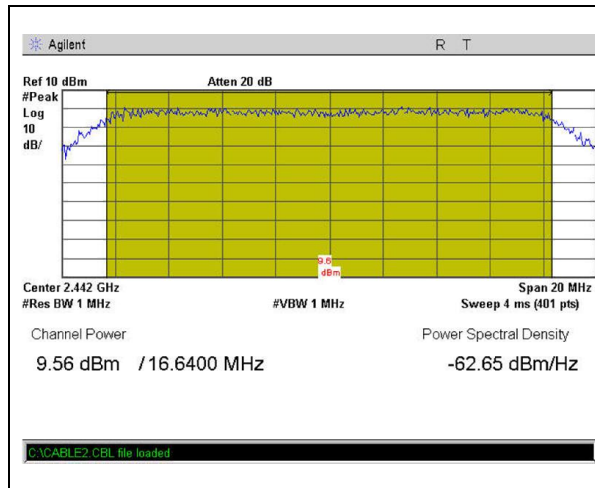 Agilent R T
Ref 10 dBm Atten 20 dB
#Peak
Log
10
dB/
9.6
dBm
Center 2.442 GHz Span 20 MHz
#Res BW 1 MHz #VBW 1 MHz Sweep 4 ms (401 pts)
Channel Power Power Spectral Density
9.56 dBm /16.6400 MHz -62.65 dBm/Hz
C:\CABLE2.CBL file loaded